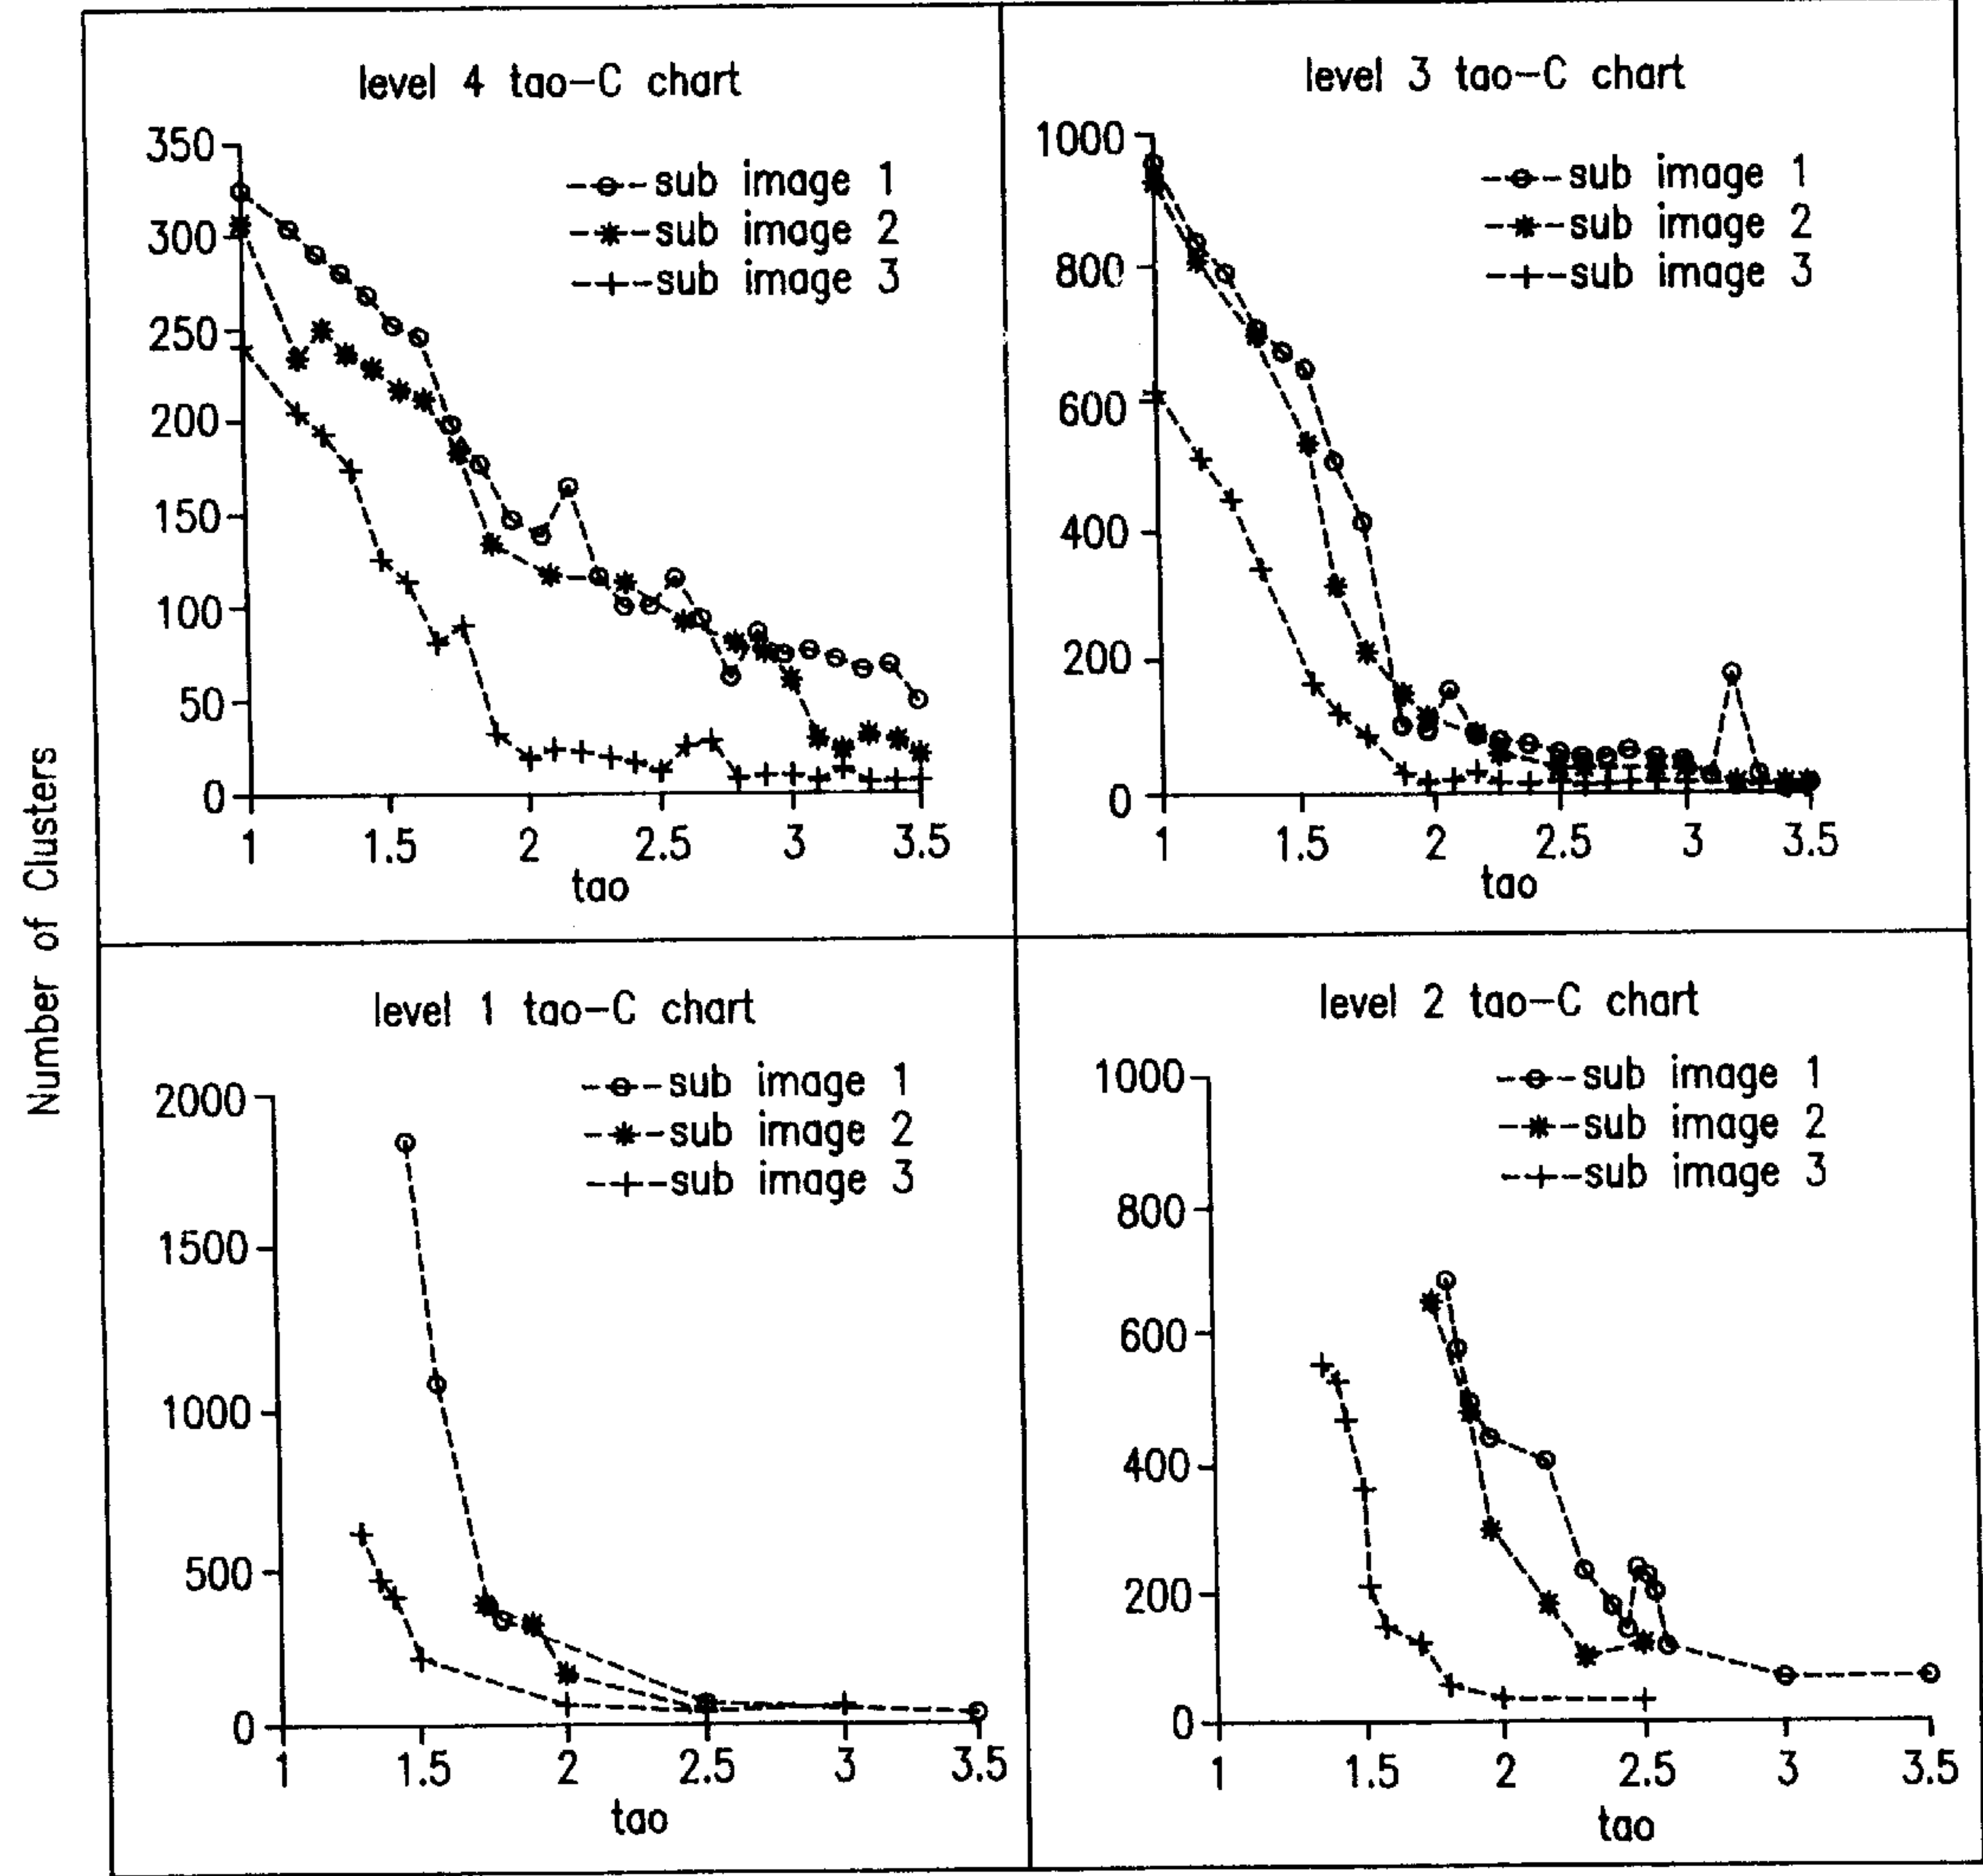 Number of Clusters
level 4 tao-C chart
sub image 1
sub image 2
sub image 3
350
300
250
200
150
100
50
0
1 1.5 2 2.5 3 3.5
tao
level 3 tao-C chart
sub image 1
sub image 2
sub image 3
1000
800
600
400
200
0
1 1.5 2 2.5 3 3.5
tao
level 1 tao-C chart
sub image 1
sub image 2
sub image 3
2000
1500
1000
500
0
1 1.5 2 2.5 3 3.5
tao
level 2 tao-C chart
sub image 1
sub image 2
sub image 3
1000
800
600
400
200
0
1 1.5 2 2.5 3 3.5
tao